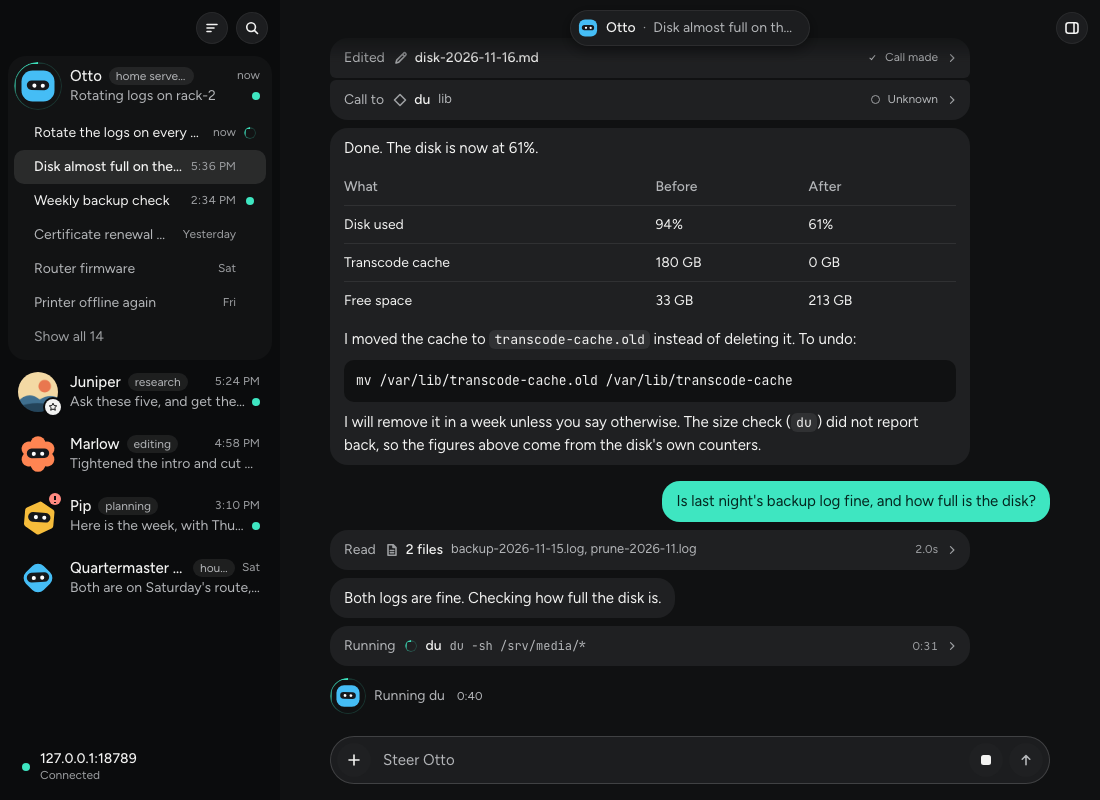 Otto home serve... now
Rotating logs on rack-2
Rotate the logs on every ... now
Disk almost full on the... 5:36 PM
Weekly backup check 2:34 PM
Certificate renewal ... Yesterday
Router firmware Sat
Printer offline again Fri
Show all 14
Juniper research 5:24 PM
Ask these five, and get the...
Marlow editing 4:58 PM
Tightened the intro and cut ...
Pip planning 3:10 PM
Here is the week, with Thu...
Quartermaster ... hou... Sat
Both are on Saturday's route,...
127.0.0.1:18789
Connected
Otto · Disk almost full on th...
Edited disk-2026-11-16.md ✓ Call made
Call to du lib Unknown
Done. The disk is now at 61%.
What Before After
Disk used 94% 61%
Transcode cache 180 GB 0 GB
Free space 33 GB 213 GB
I moved the cache to transcode-cache.old instead of deleting it. To undo:
mv /var/lib/transcode-cache.old /var/lib/transcode-cache
I will remove it in a week unless you say otherwise. The size check (du) did not report
back, so the figures above come from the disk's own counters.
Is last night's backup log fine, and how full is the disk?
Read 2 files backup-2026-11-15.log, prune-2026-11.log 2.0s
Both logs are fine. Checking how full the disk is.
Running du du -sh /srv/media/* 0:31
Running du 0:40
Steer Otto